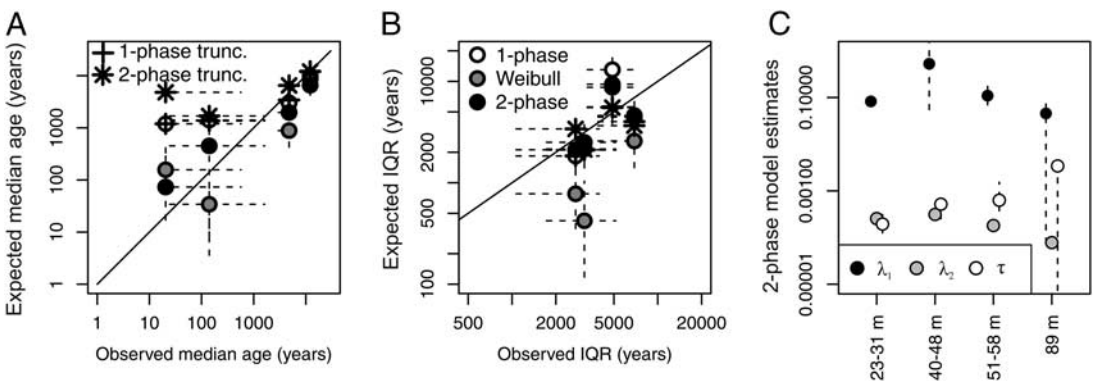 A
Expected median age (years)
1-phase trunc.
2-phase trunc.
1000
100
10
1
1
10
100
1000
Observed median age (years)
B
Expected IQR (years)
1-phase
Weibull
2-phase
10000
5000
2000
500
100
500
2000
5000
20000
Observed IQR (years)
C
2-phase model estimates
0.10000
0.00100
0.00001
λ1 λ2 τ
23-31 m
40-48 m
51-58 m
89 m